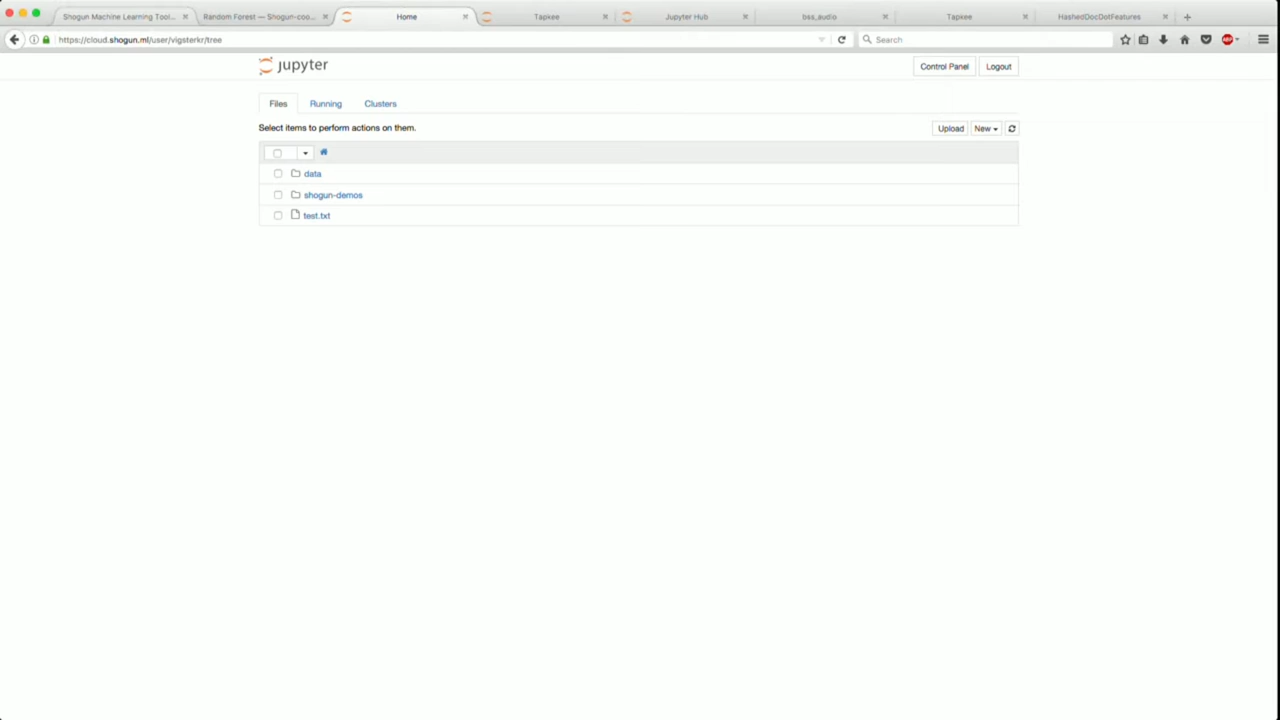 Shogun Machine Learning Tool...
Random Forest — Shogun-coo...
Home
Tapkee
Jupyter Hub
bss_audio
Tapkee
HashedDocDotFeatures
https://cloud.shogun.ml/user/vigsterkr/tree
Search
ABP
jupyter
Control Panel
Logout
Files
Running
Clusters
Select items to perform actions on them.
Upload
New
data
shogun-demos
test.txt